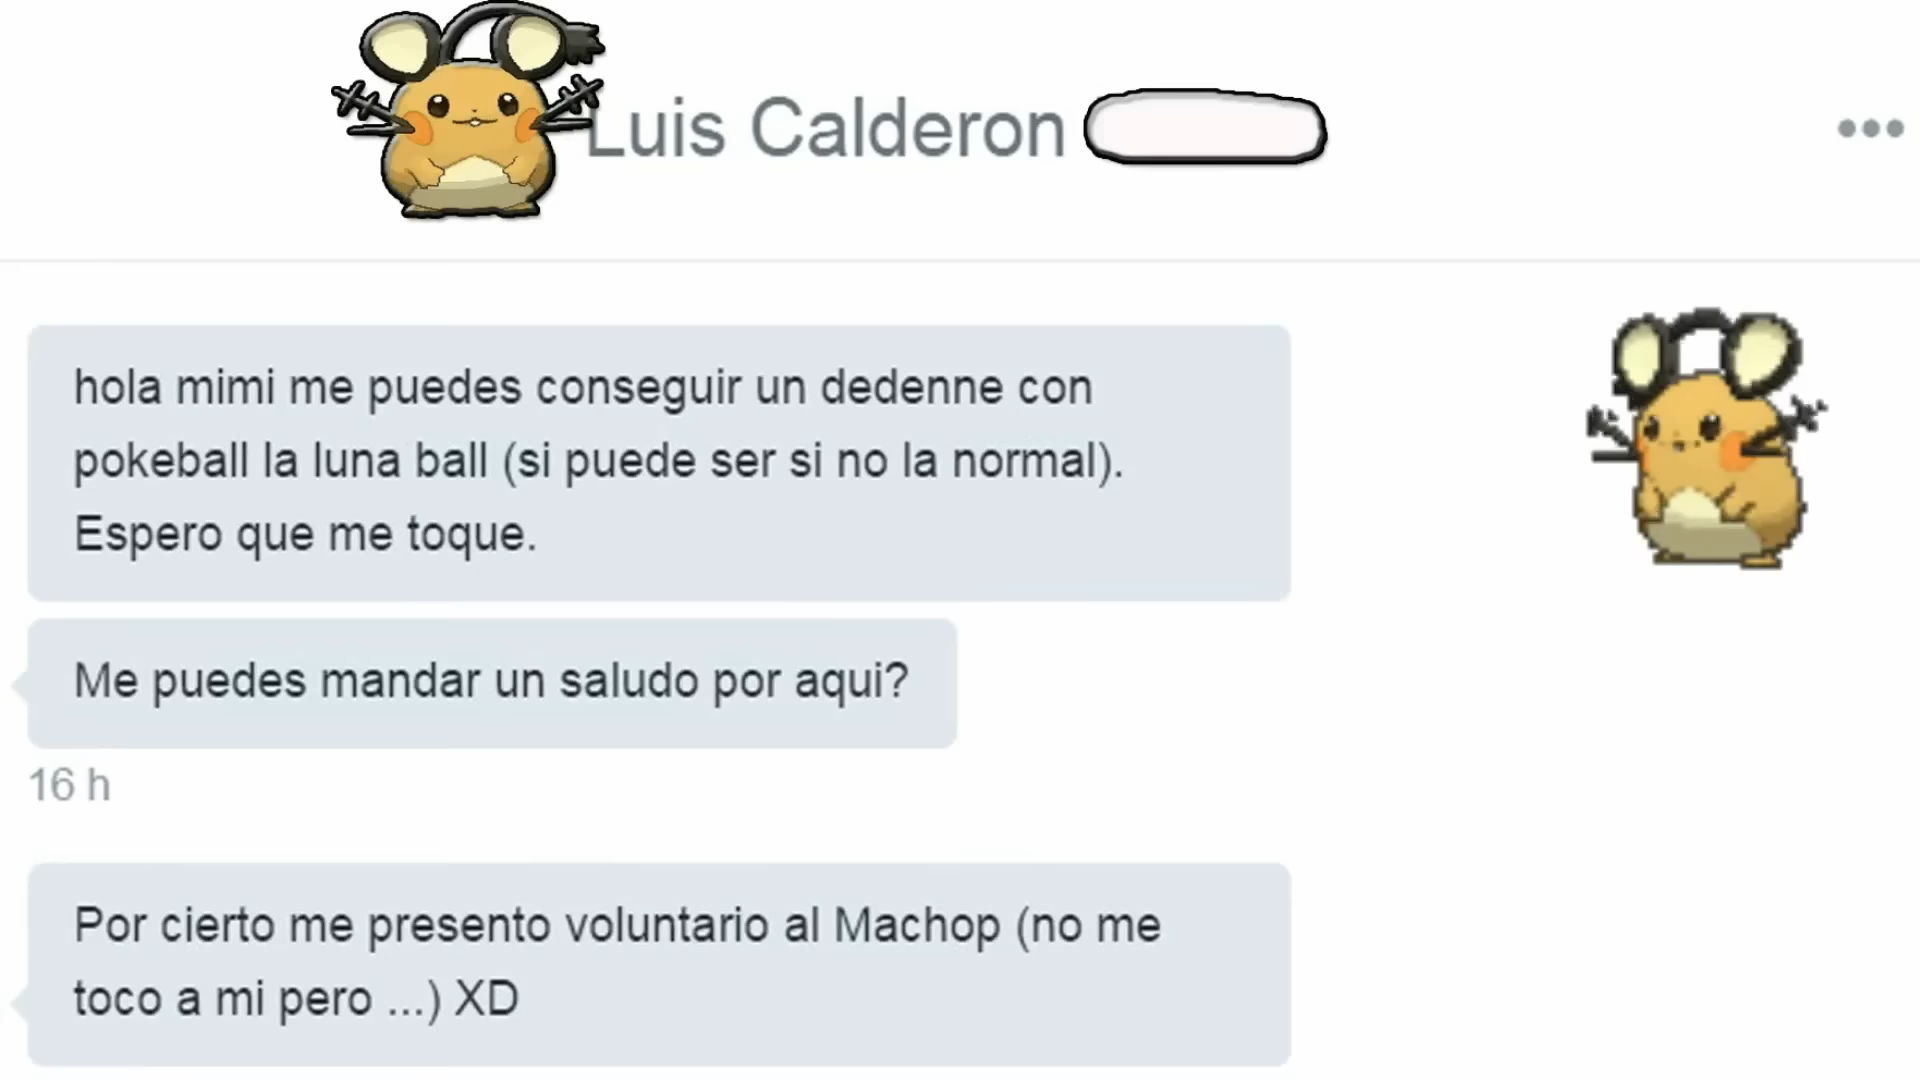 Luis Calderon
hola mimi me puedes conseguir un dedenne con
pokeball la luna ball (si puede ser si no la normal).
Espero que me toque.
Me puedes mandar un saludo por aqui?
16 h
Por cierto me presento voluntario al Machop (no me
toco a mi pero ...) XD